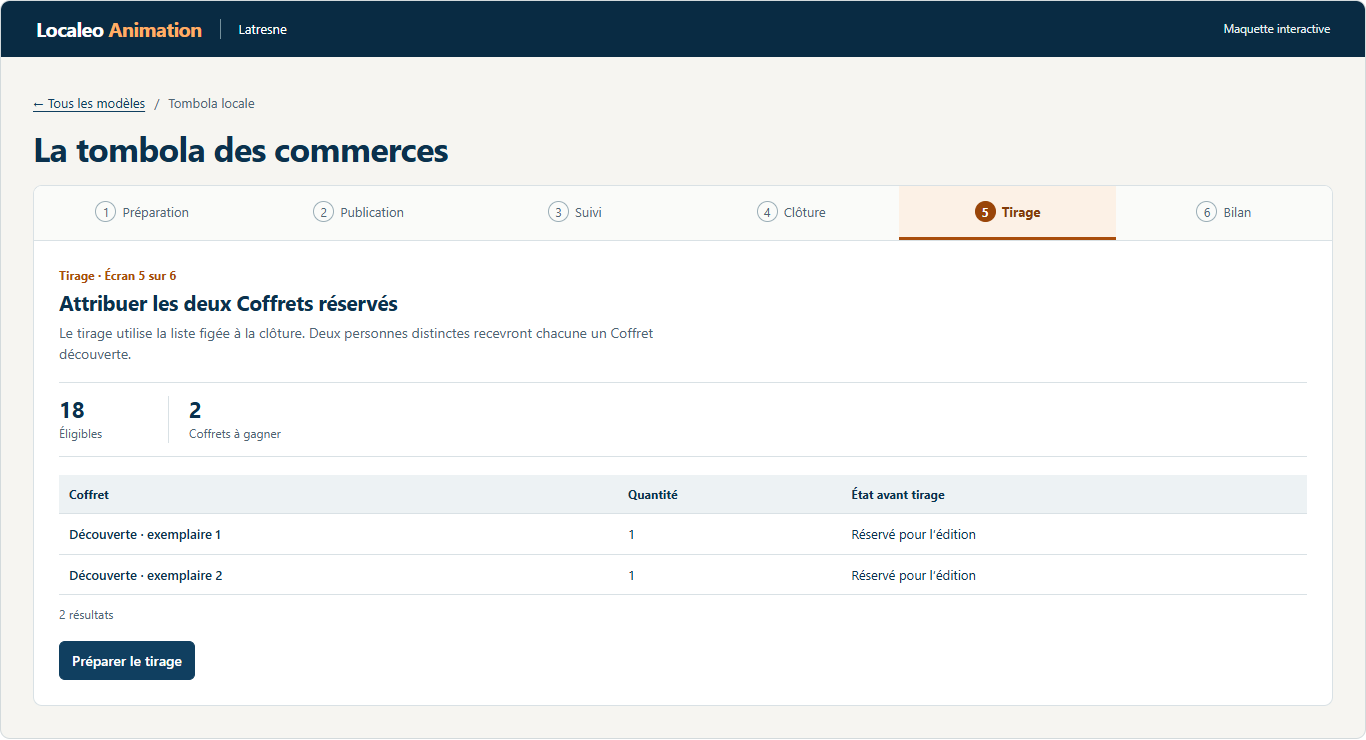 Localeo Animation | Latresne
Maquette interactive
← Tous les modèles / Tombola locale
La tombola des commerces
1 Préparation
2 Publication
3 Suivi
4 Clôture
5 Tirage
6 Bilan
Tirage · Écran 5 sur 6
Attribuer les deux Coffrets réservés
Le tirage utilise la liste figée à la clôture. Deux personnes distinctes recevront chacune un Coffret
découverte.
18
Éligibles
2
Coffrets à gagner
Coffret Quantité État avant tirage
Découverte · exemplaire 1 1 Réservé pour l'édition
Découverte · exemplaire 2 1 Réservé pour l'édition
2 résultats
Préparer le tirage